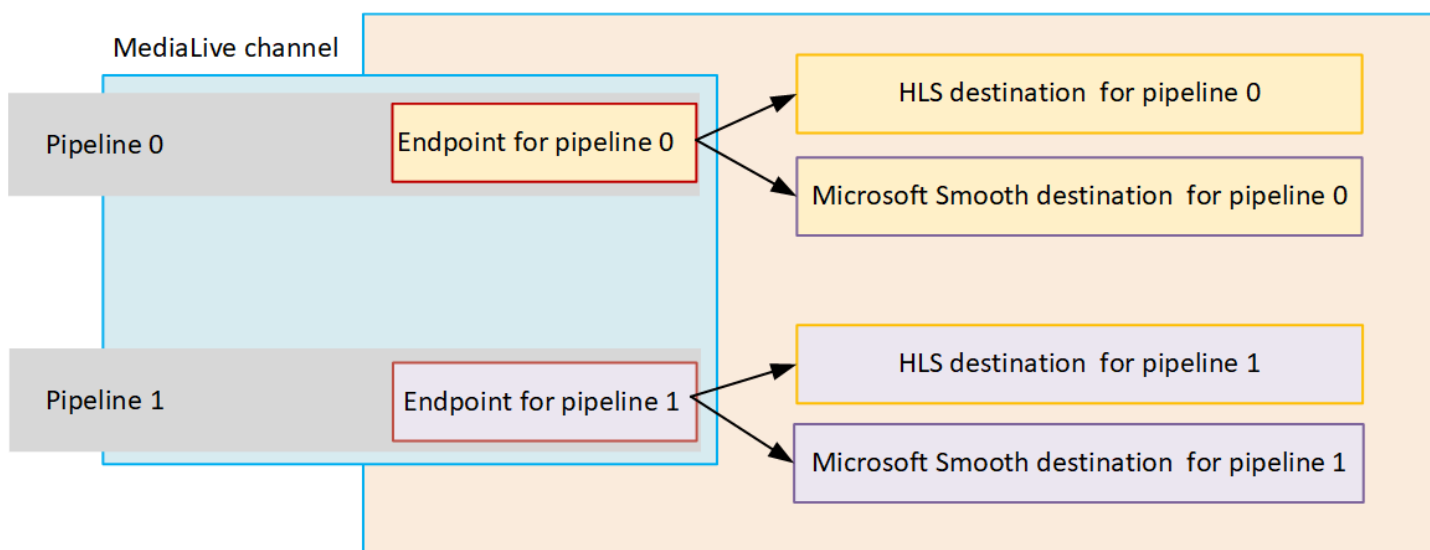 MediaLive channel
HLS destination  for pipeline 0
Pipeline 0
Endpoint for pipeline 0
Microsoft Smooth destination  for pipeline 0
HLS destination  for pipeline 1
Pipeline 1
Endpoint for pipeline 1
Microsoft Smooth destination  for pipeline 1